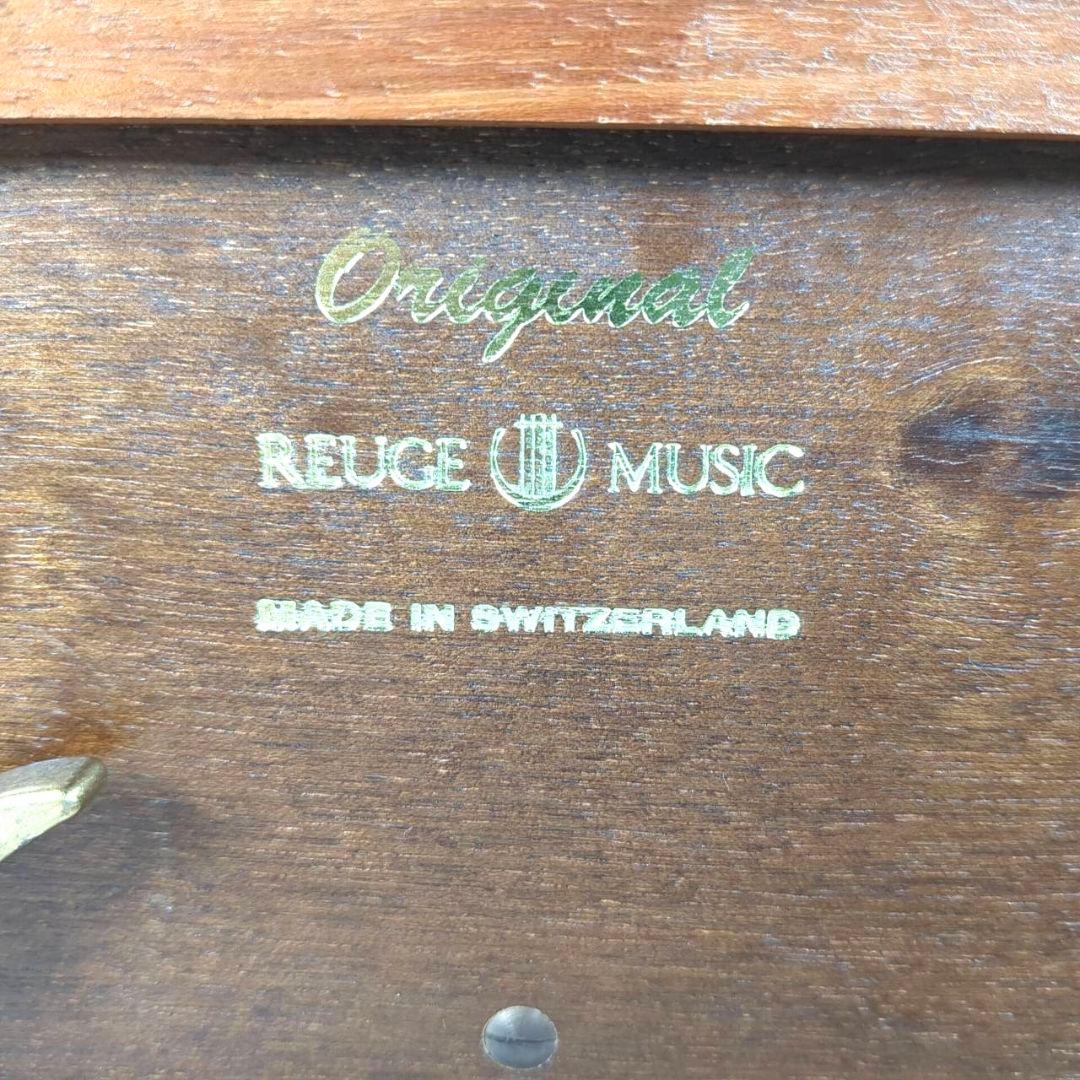 Original
REUGE MUSIC
MADE IN SWITZERLAND